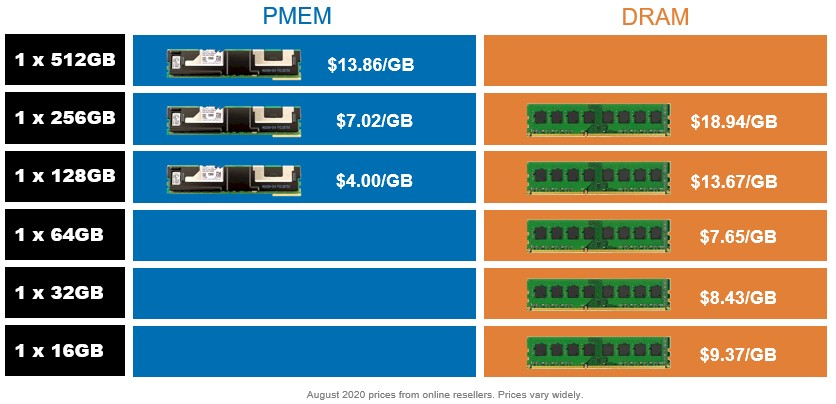 PMEM DRAM
1 x 512GB $13.86/GB
1 x 256GB $7.02/GB $18.94/GB
1 x 128GB $4.00/GB $13.67/GB
1 x 64GB $7.65/GB
1 x 32GB $8.43/GB
1 x 16GB $9.37/GB
August 2020 prices from online resellers. Prices vary widely.